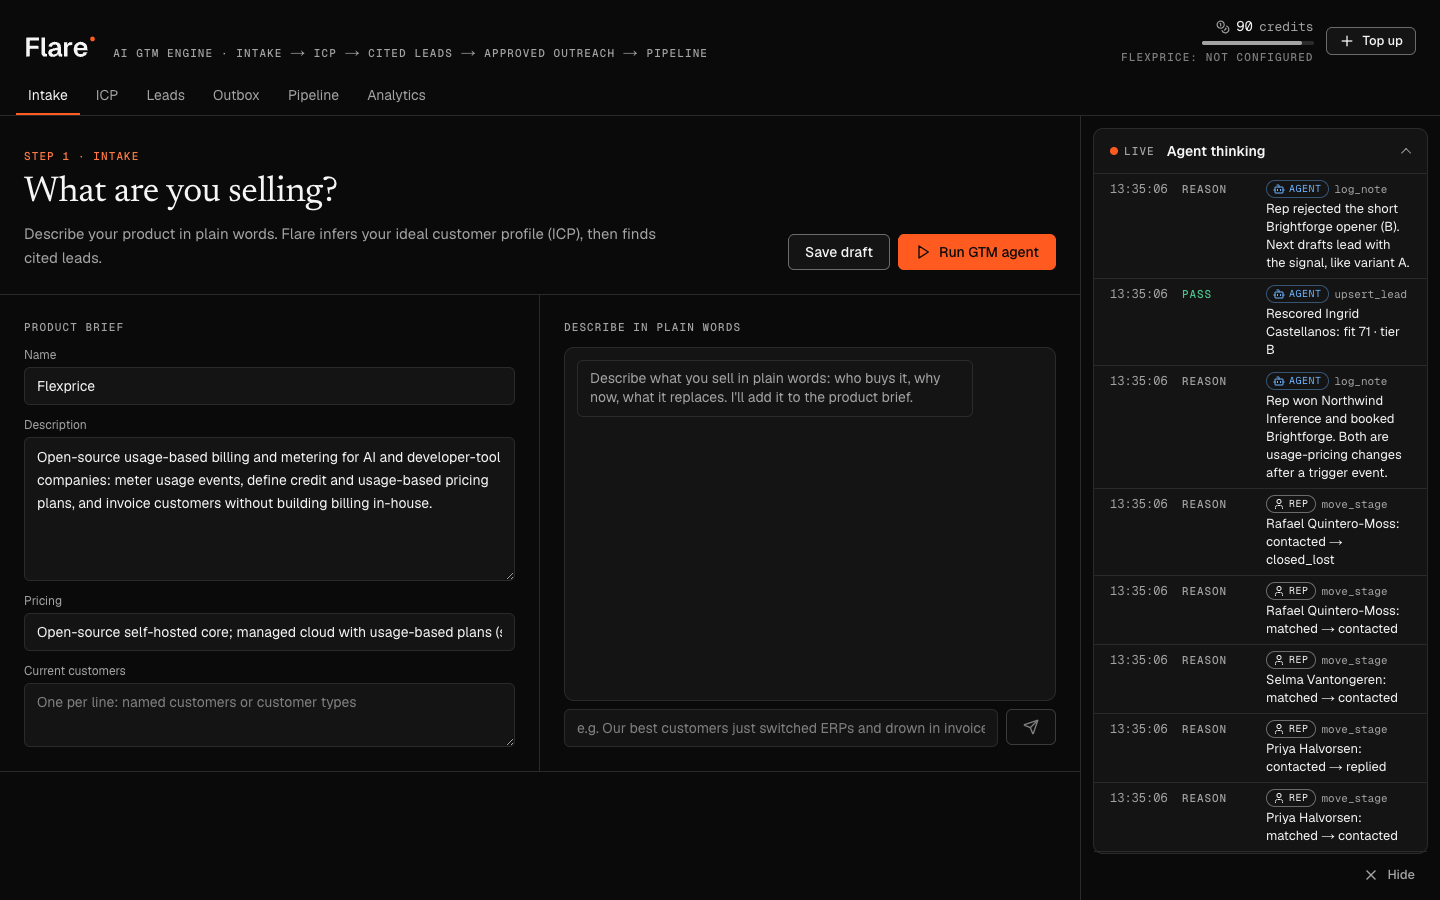 Flare
AI GTM ENGINE · INTAKE → ICP → CITED LEADS → APPROVED OUTREACH → PIPELINE
90 credits
FLEXPRICE: NOT CONFIGURED
Top up
Intake
ICP
Leads
Outbox
Pipeline
Analytics
STEP 1 · INTAKE
What are you selling?
Describe your product in plain words. Flare infers your ideal customer profile (ICP), then finds
cited leads.
Save draft
Run GTM agent
PRODUCT BRIEF
Name
Flexprice
Description
Open-source usage-based billing and metering for AI and developer-tool
companies: meter usage events, define credit and usage-based pricing
plans, and invoice customers without building billing in-house.
Pricing
Open-source self-hosted core; managed cloud with usage-based plans (
Current customers
One per line: named customers or customer types
DESCRIBE IN PLAIN WORDS
Describe what you sell in plain words: who buys it, why
now, what it replaces. I'll add it to the product brief.
e.g. Our best customers just switched ERPs and drown in invoice
LIVE
Agent thinking
13:35:06 REASON AGENT log_note
Rep rejected the short
Brightforge opener (B).
Next drafts lead with
the signal, like variant A.
13:35:06 PASS AGENT upsert_lead
Rescored Ingrid
Castellanos: fit 71 · tier
B
13:35:06 REASON AGENT log_note
Rep won Northwind
Inference and booked
Brightforge. Both are
usage-pricing changes
after a trigger event.
13:35:06 REASON REP move_stage
Rafael Quintero-Moss:
contacted →
closed_lost
13:35:06 REASON REP move_stage
Rafael Quintero-Moss:
matched → contacted
13:35:06 REASON REP move_stage
Selma Vantongeren:
matched → contacted
13:35:06 REASON REP move_stage
Priya Halvorsen:
contacted → replied
13:35:06 REASON REP move_stage
Priya Halvorsen:
matched → contacted
Hide